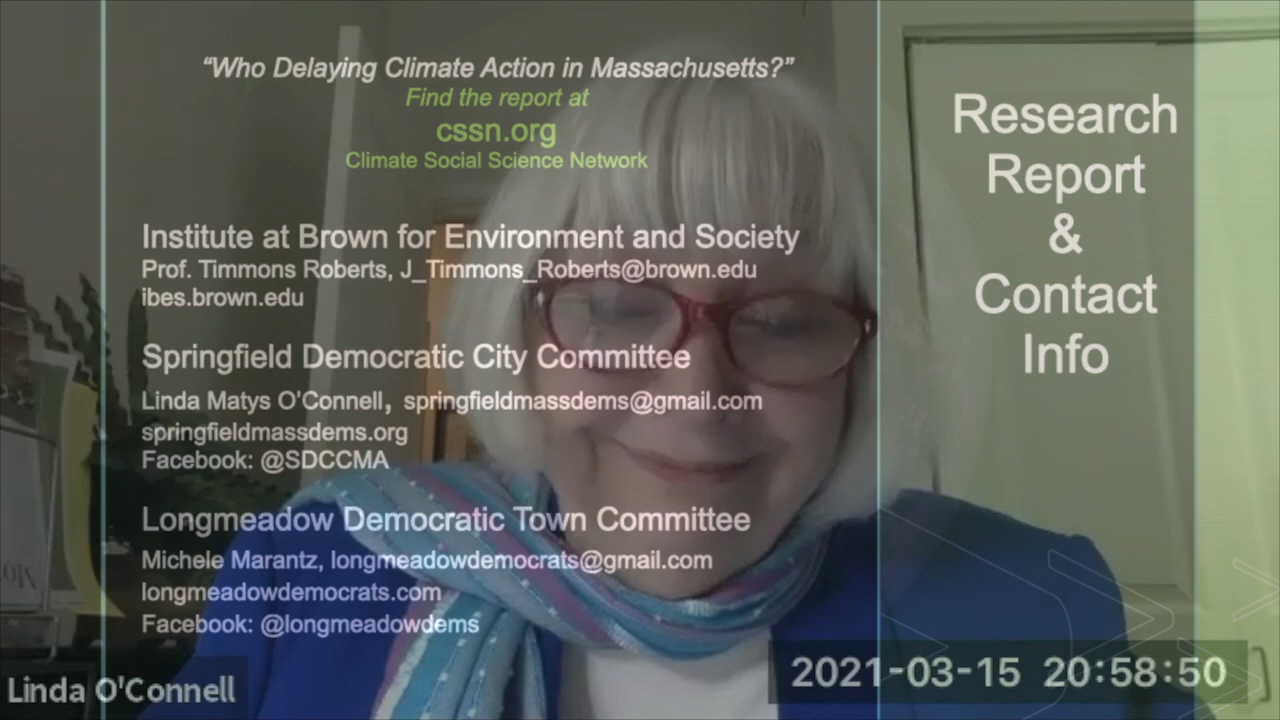 “Who Delaying Climate Action in Massachusetts?”
Find the report at
cssn.org
Climate Social Science Network
Institute at Brown for Environment and Society
Prof. Timmons Roberts, J_Timmons_Roberts@brown.edu
ibes.brown.edu
Springfield Democratic City Committee
Linda Matys O’Connell, springfieldmassdems@gmail.com
springfieldmassdems.org
Facebook: @SDCCMA
Longmeadow Democratic Town Committee
Michele Marantz, longmeadowdemocrats@gmail.com
longmeadowdemocrats.com
Facebook: @longmeadowdems
Research
Report
&
Contact
Info
Linda O'Connell
2021-03-15 20:58:50